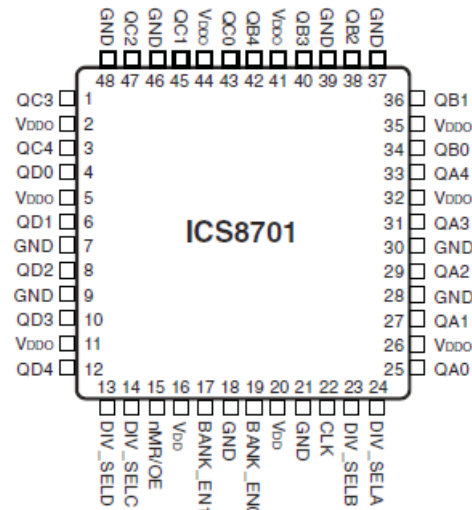 GND QC2 GND QC1 VDDO QC0 QB4 VDDO QB3 GND QB2 GND
48 47 46 45 44 43 42 41 40 39 38 37
QC3 1 36 QB1
VDDO 2 35 VDDO
QC4 3 34 QB0
QD0 4 33 QA4
VDDO 5 32 VDDO
QD1 6 31 QA3
ICS8701
GND 7 30 GND
QD2 8 29 QA2
GND 9 28 GND
QD3 10 27 QA1
VDDO 11 26 VDDO
QD4 12 25 QA0
13 14 15 16 17 18 19 20 21 22 23 24
DIV_SELD DIV_SELC nMR/OE VDD BANK_EN1 GND BANK_EN0 VDD GND CLK DIV_SELB DIV_SELA